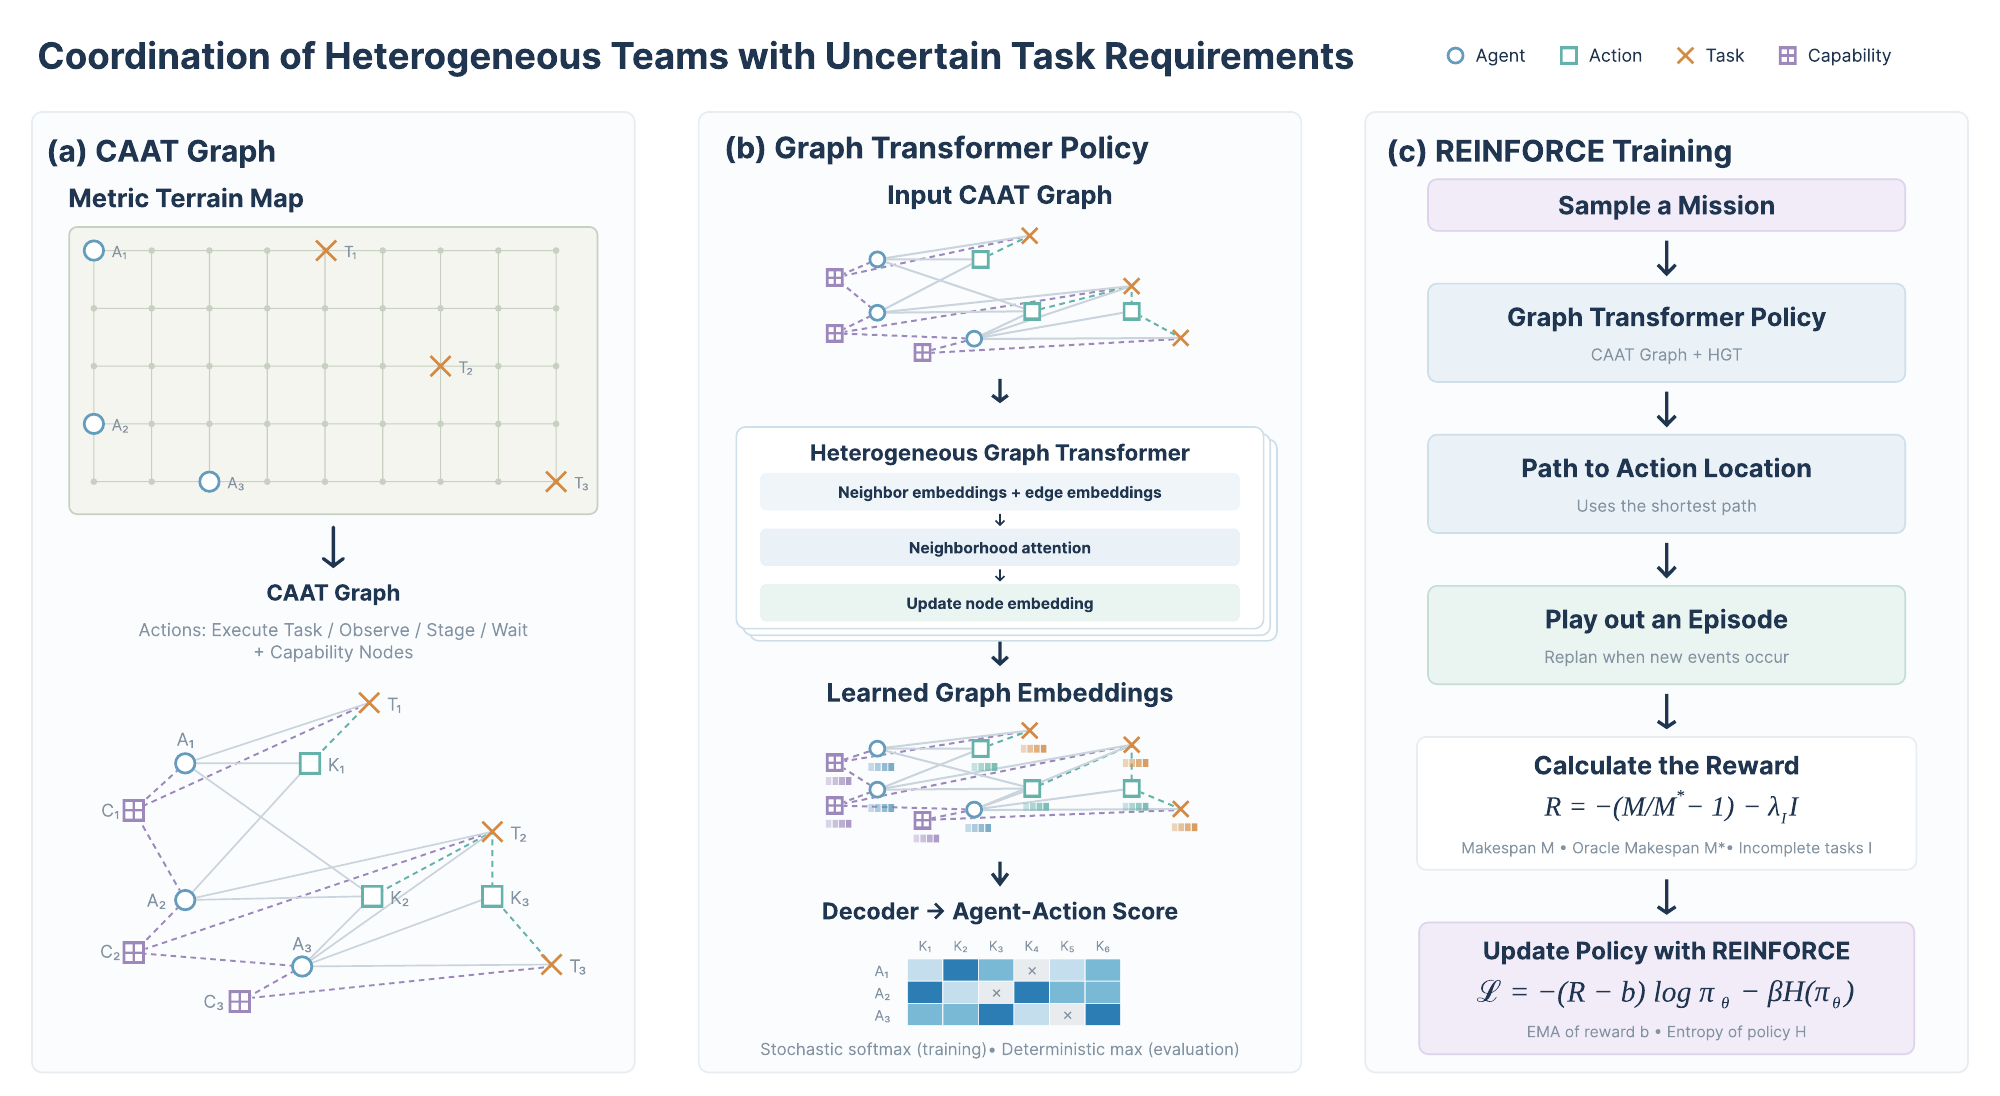 Coordination of Heterogeneous Teams with Uncertain Task Requirements
Agent
Action
Task
Capability
(a) CAAT Graph
Metric Terrain Map
A₁
T₁
T₂
A₂
A₃
T₃
CAAT Graph
Actions: Execute Task / Observe / Stage / Wait
+ Capability Nodes
T₁
A₁
K₁
C₁
T₂
A₂
K₂
K₃
C₂
A₃
T₃
C₃
(b) Graph Transformer Policy
Input CAAT Graph
Heterogeneous Graph Transformer
Neighbor embeddings + edge embeddings
Neighborhood attention
Update node embedding
Learned Graph Embeddings
Decoder → Agent-Action Score
K₁ K₂ K₃ K₄ K₅ K₆
A₁ ×
A₂ ×
A₃ ×
Stochastic softmax (training) • Deterministic max (evaluation)
(c) REINFORCE Training
Sample a Mission
Graph Transformer Policy
CAAT Graph + HGT
Path to Action Location
Uses the shortest path
Play out an Episode
Replan when new events occur
Calculate the Reward
R = −(M/M* − 1) − λ_I I
Makespan M • Oracle Makespan M* • Incomplete tasks I
Update Policy with REINFORCE
ℒ = −(R − b) log π_θ − βH(π_θ)
EMA of reward b • Entropy of policy H